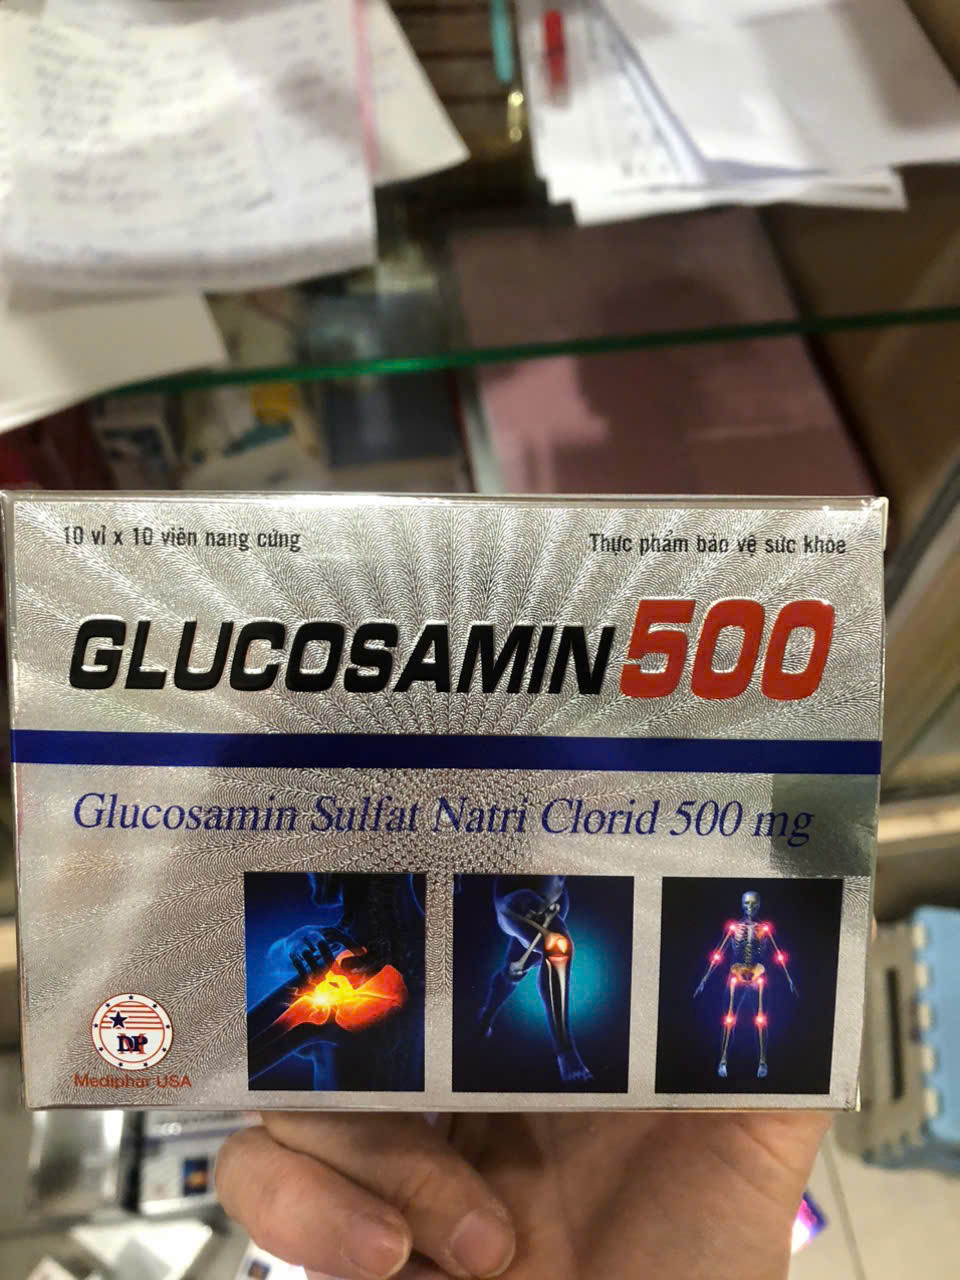 10 vỉ x 10 viên nang cứng
Thực phẩm bảo vệ sức khỏe
GLUCOSAMIN 500
Glucosamin Sulfat Natri Clorid 500 mg
DP
Mediphar USA